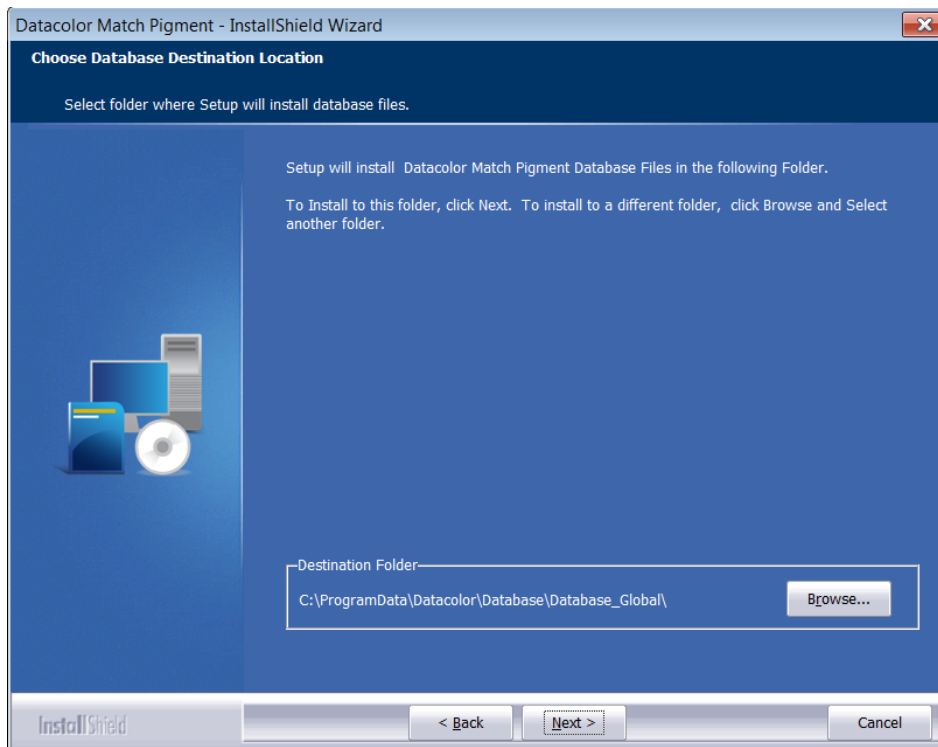 Datacolor Match Pigment - InstallShield Wizard
Choose Database Destination Location
Select folder where Setup will install database files.
Setup will install  Datacolor Match Pigment Database Files in the following Folder.
To Install to this folder, click Next.  To install to a different folder,  click Browse and Select
another folder.
Destination Folder
C:\ProgramData\Datacolor\Database\Database_Global\
Browse...
InstallShield
< Back
Next >
Cancel